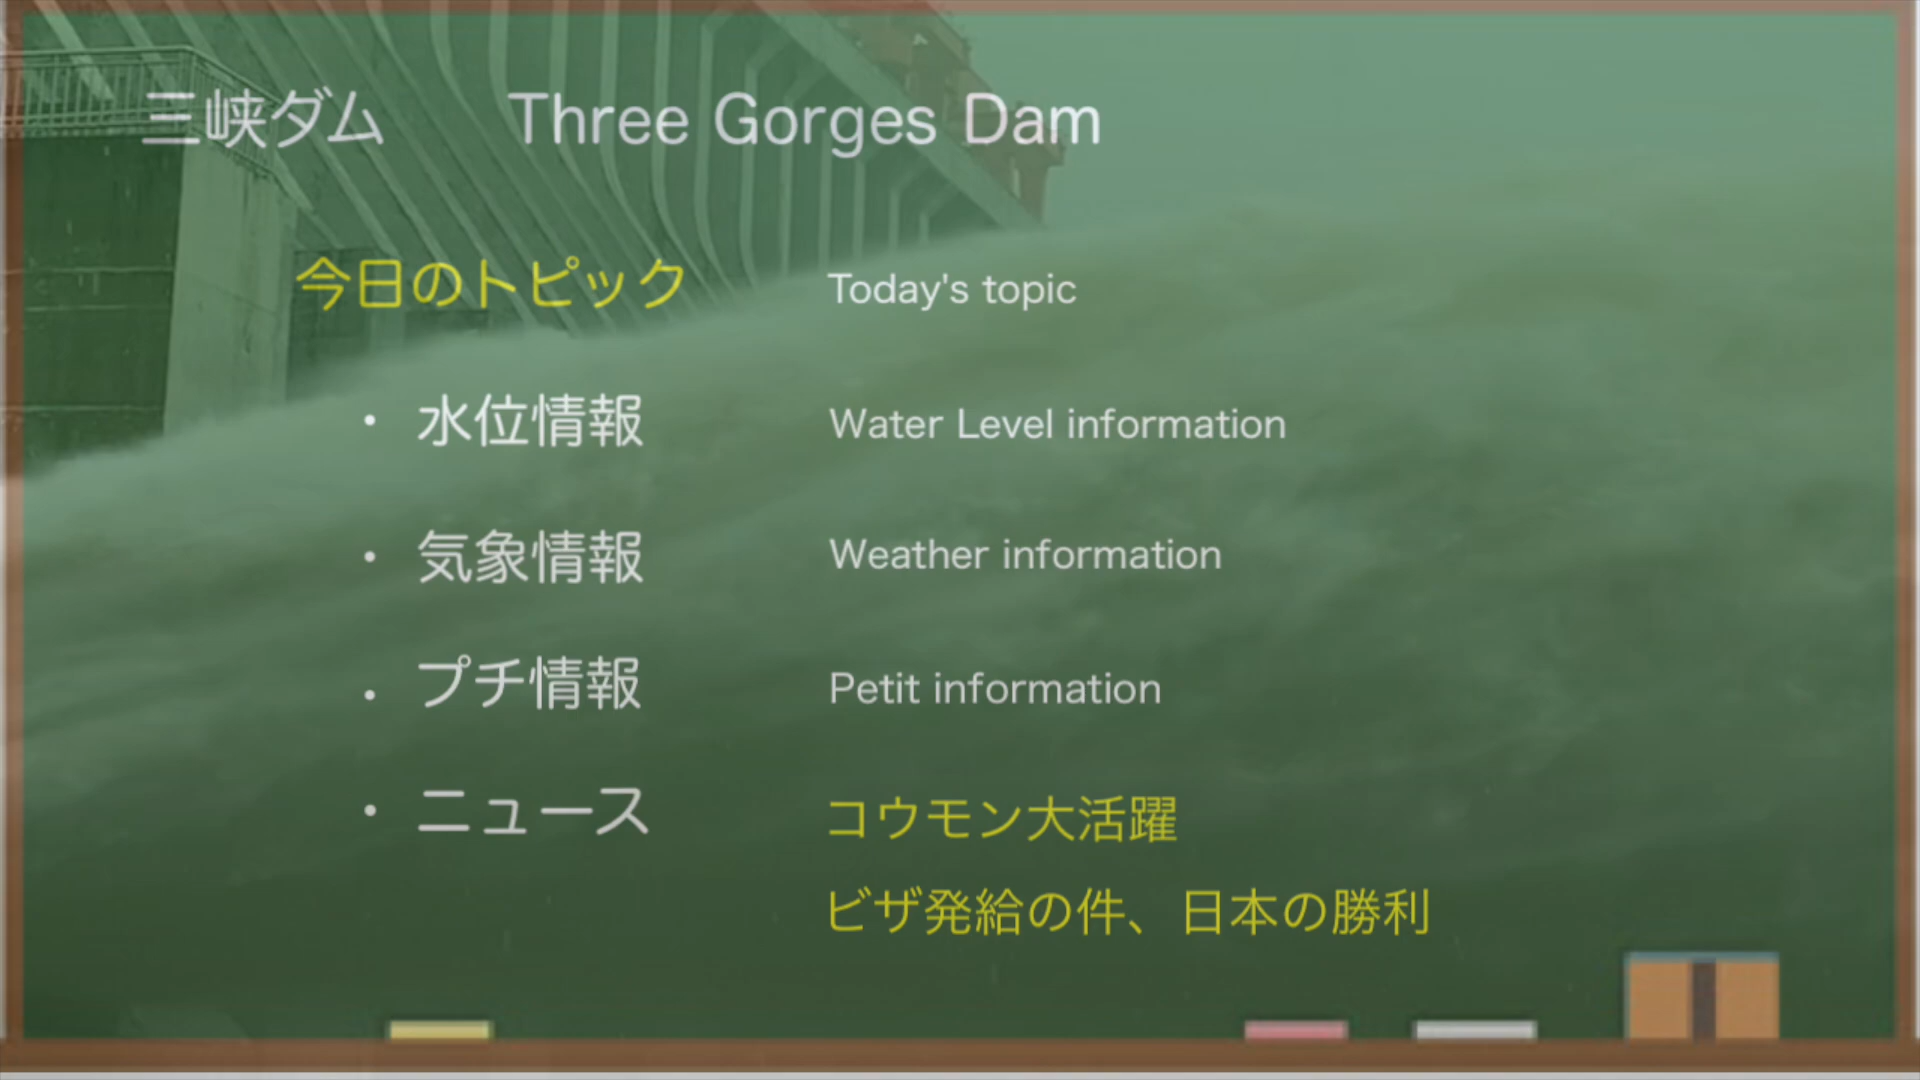 三峡ダム Three Gorges Dam
今日のトピック Today's topic
・ 水位情報 Water Level information
・ 気象情報 Weather information
・ プチ情報 Petit information
・ ニュース コウモン大活躍
ビザ発給の件、日本の勝利